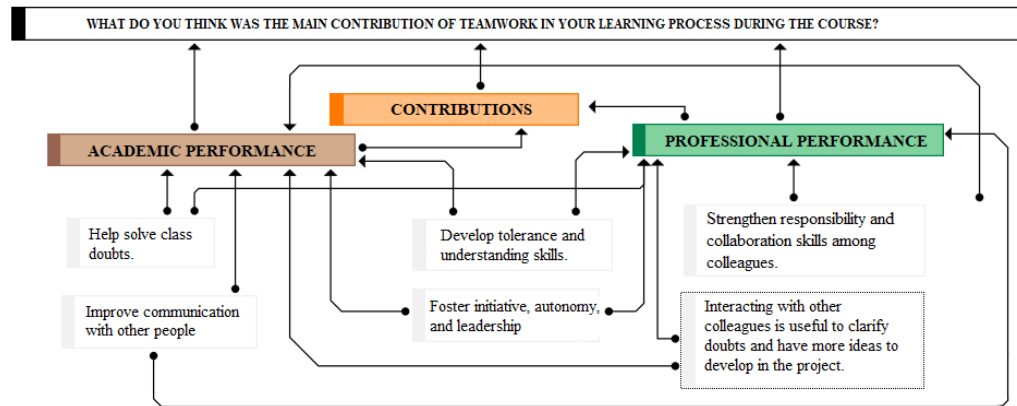 WHAT DO YOU THINK WAS THE MAIN CONTRIBUTION OF TEAMWORK IN YOUR LEARNING PROCESS DURING THE COURSE?
CONTRIBUTIONS
ACADEMIC PERFORMANCE
PROFESSIONAL PERFORMANCE
Help solve class
doubts.
Develop tolerance and
understanding skills.
Strengthen responsibility and
collaboration skills among
colleagues.
Improve communication
with other people
Foster initiative, autonomy,
and leadership
Interacting with other
colleagues is useful to clarify
doubts and have more ideas to
develop in the project.